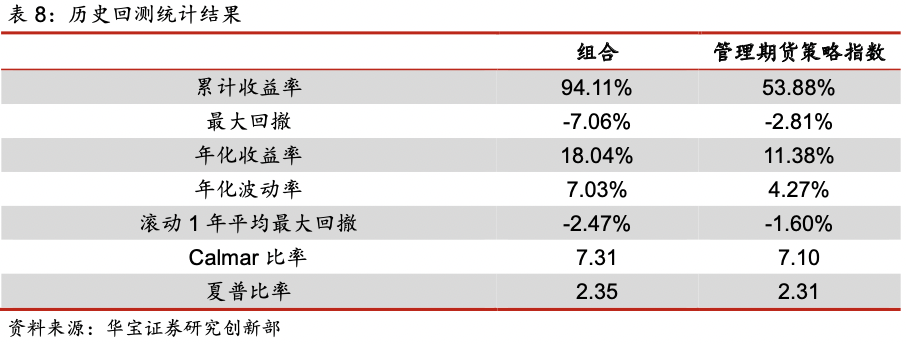 表 8：历史回测统计结果
组合 管理期货策略指数
累计收益率 94.11% 53.88%
最大回撤 -7.06% -2.81%
年化收益率 18.04% 11.38%
年化波动率 7.03% 4.27%
滚动 1 年平均最大回撤 -2.47% -1.60%
Calmar 比率 7.31 7.10
夏普比率 2.35 2.31
资料来源：华宝证券研究创新部